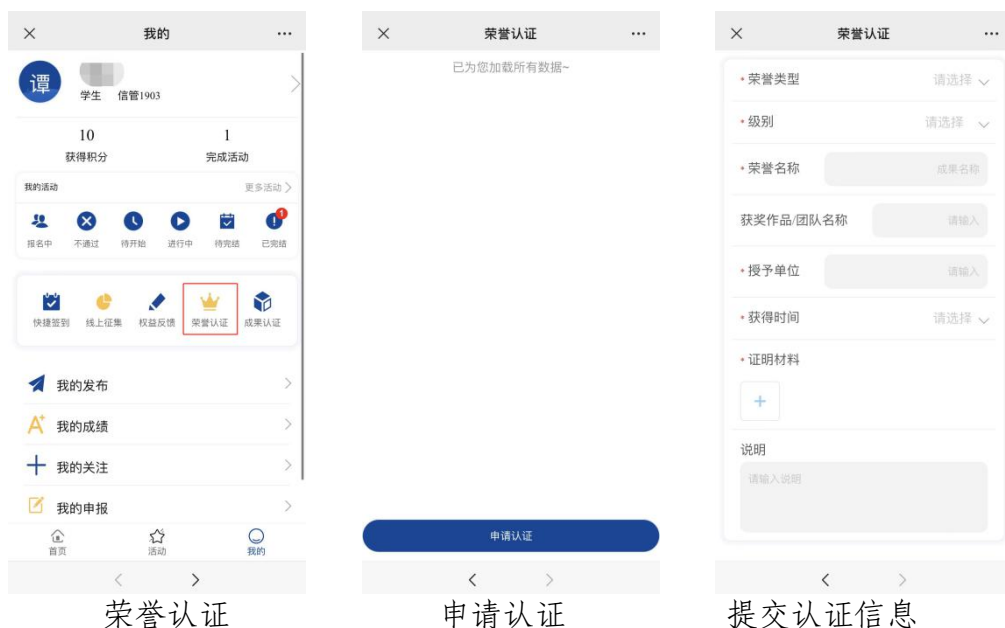 我的
谭
学生 信管1903
10
获得积分
1
完成活动
我的活动
更多活动
报名中
不通过
待开始
进行中
待完结
1
已完结
快捷签到
线上征集
权益反馈
荣誉认证
成果认证
我的发布
我的成绩
我的关注
我的申报
首页
活动
我的
荣誉认证
荣誉认证
已为您加载所有数据~
申请认证
申请认证
荣誉认证
*荣誉类型 请选择
*级别 请选择
*荣誉名称 成果名称
获奖作品/团队名称 请输入
*授予单位 请输入
*获得时间 请选择
*证明材料
说明
请输入说明
提交认证信息